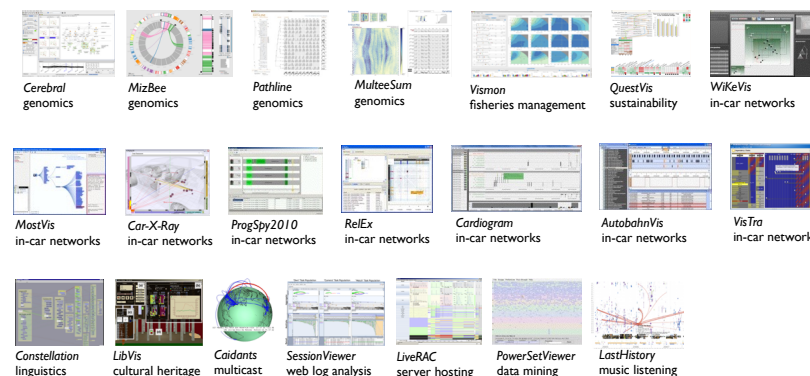 Cerebral
genomics
MizBee
genomics
Pathline
genomics
MulteeSum
genomics
Vismon
fisheries management
QuestVis
sustainability
WiKeVis
in-car networks
MostVis
in-car networks
Car-X-Ray
in-car networks
ProgSpy2010
in-car networks
RelEx
in-car networks
Cardiogram
in-car networks
AutobahnVis
in-car networks
VisTra
in-car network
Constellation
linguistics
LibVis
cultural heritage
Caidants
multicast
SessionViewer
web log analysis
LiveRAC
server hosting
PowerSetViewer
data mining
LastHistory
music listening